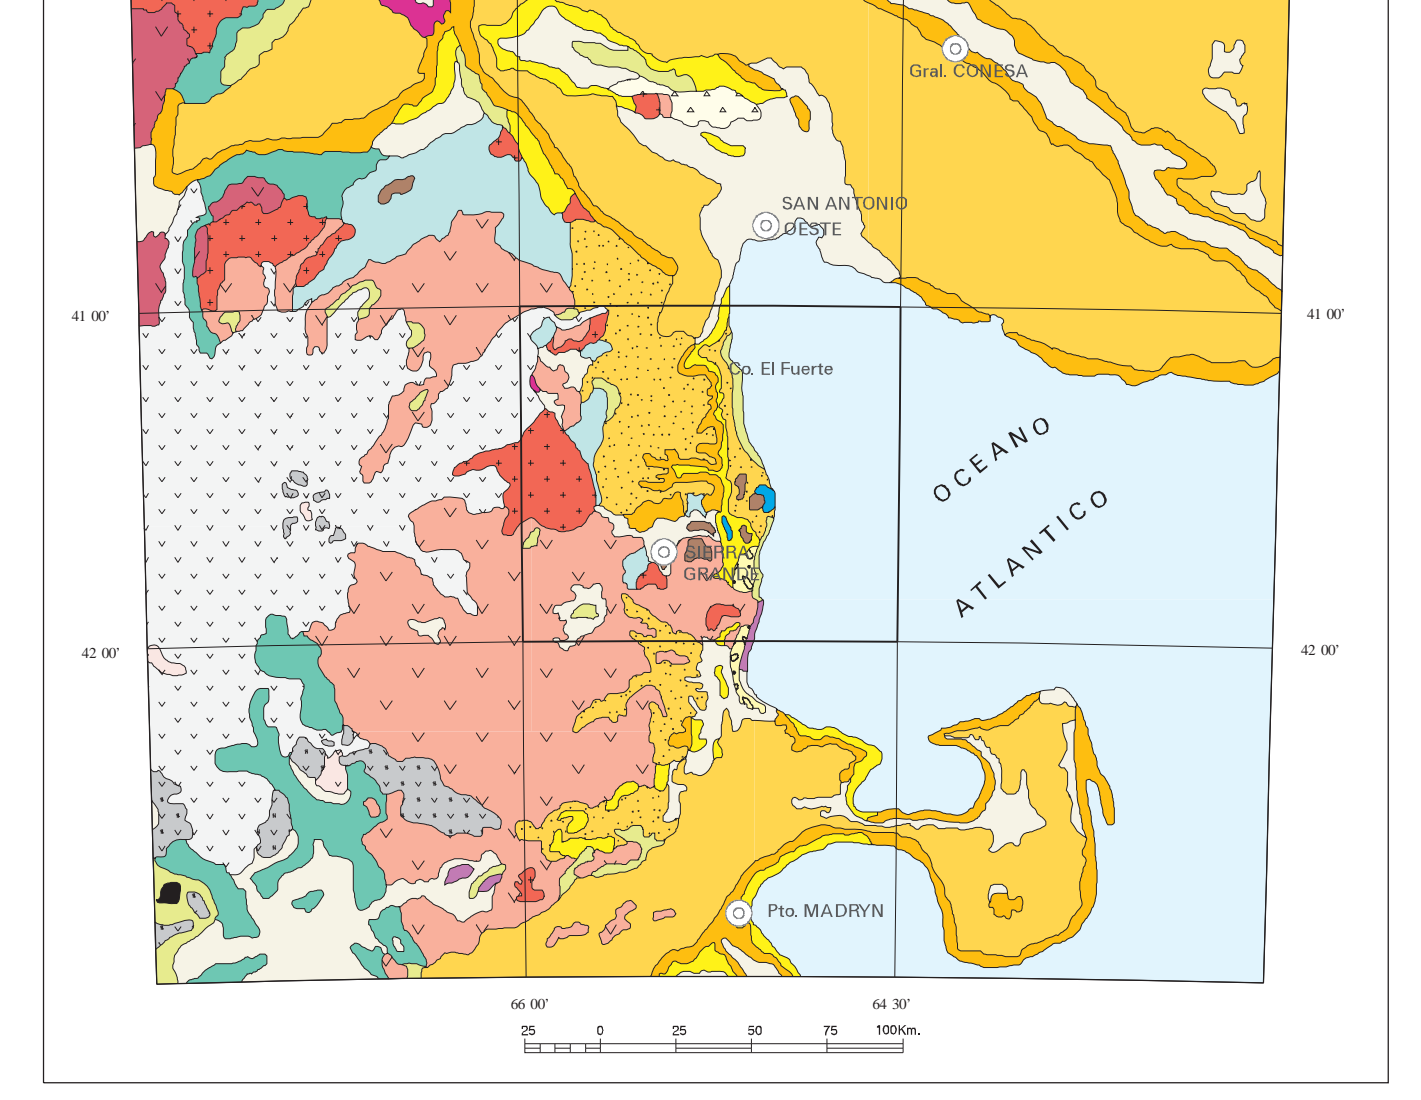 Gral. CONESA
SAN ANTONIO
OESTE
41 00'
41 00'
Co. El Fuerte
OCEANO
ATLANTICO
SIERRA
GRANDE
42 00'
42 00'
Pto. MADRYN
66 00'
64 30'
25 0 25 50 75 100Km.